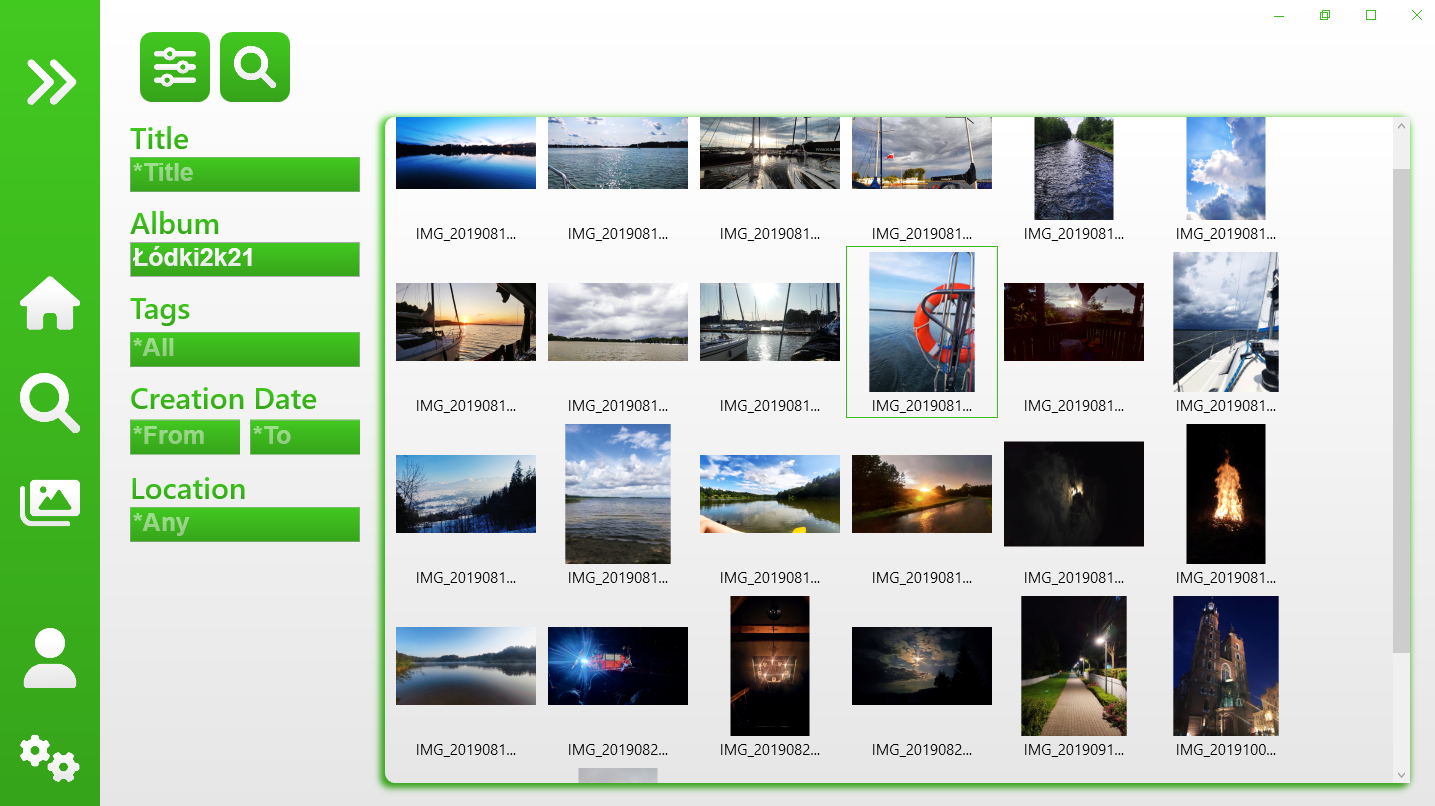 Title
*Title
Album
Łódki2k21
Tags
*All
Creation Date
*From *To
Location
*Any
IMG_2019081... IMG_2019081... IMG_2019081... IMG_2019081... IMG_2019081... IMG_2019081...
IMG_2019081... IMG_2019081... IMG_2019081... IMG_2019081... IMG_2019081... IMG_2019081...
IMG_2019081... IMG_2019081... IMG_2019081... IMG_2019081... IMG_2019081... IMG_2019081...
IMG_2019081... IMG_2019082... IMG_2019082... IMG_2019082... IMG_2019091... IMG_2019100...